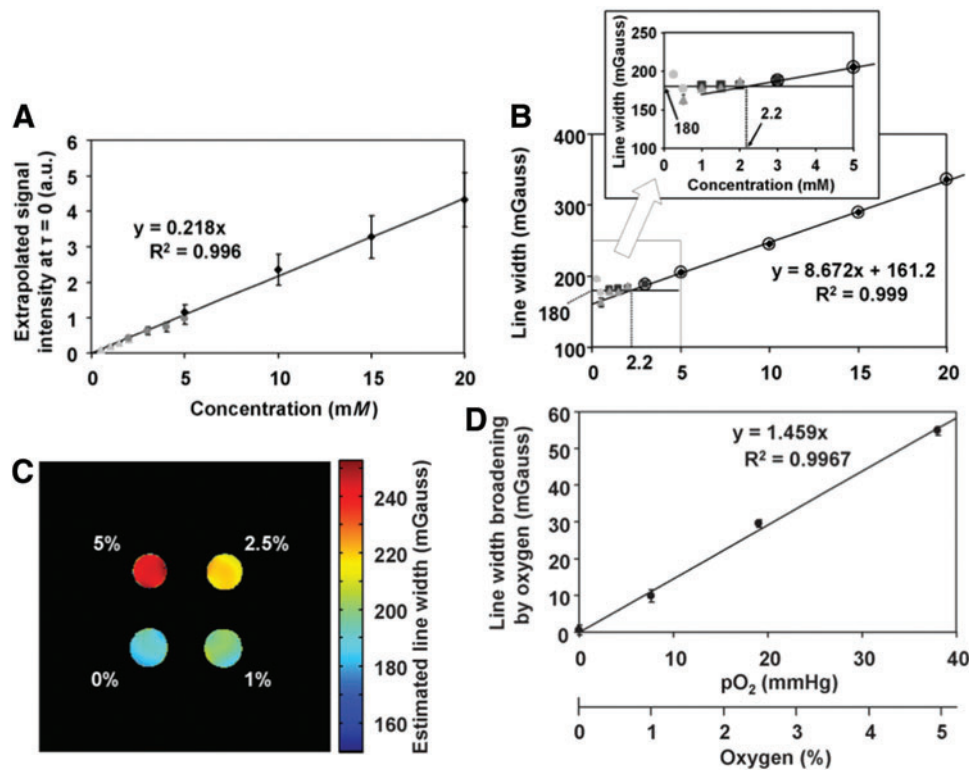 A
Extrapolated signal
intensity at τ = 0 (a.u.)
6
5
4
3
2
1
0
y = 0.218x
R² = 0.996
0 5 10 15 20
Concentration (mM)
B
Line width (mGauss)
250
200
150
100
180
2.2
0 1 2 3 4 5
Concentration (mM)
Line width (mGauss)
400
300
200
180
100
y = 8.672x + 161.2
R² = 0.999
0 2.2 5 10 15 20
C
5%
2.5%
0%
1%
240
220
200
180
160
Estimated line width (mGauss)
D
Line width broadening
by oxygen (mGauss)
60
50
40
30
20
10
0
y = 1.459x
R² = 0.9967
0 10 20 30 40
pO₂ (mmHg)
0 1 2 3 4 5
Oxygen (%)